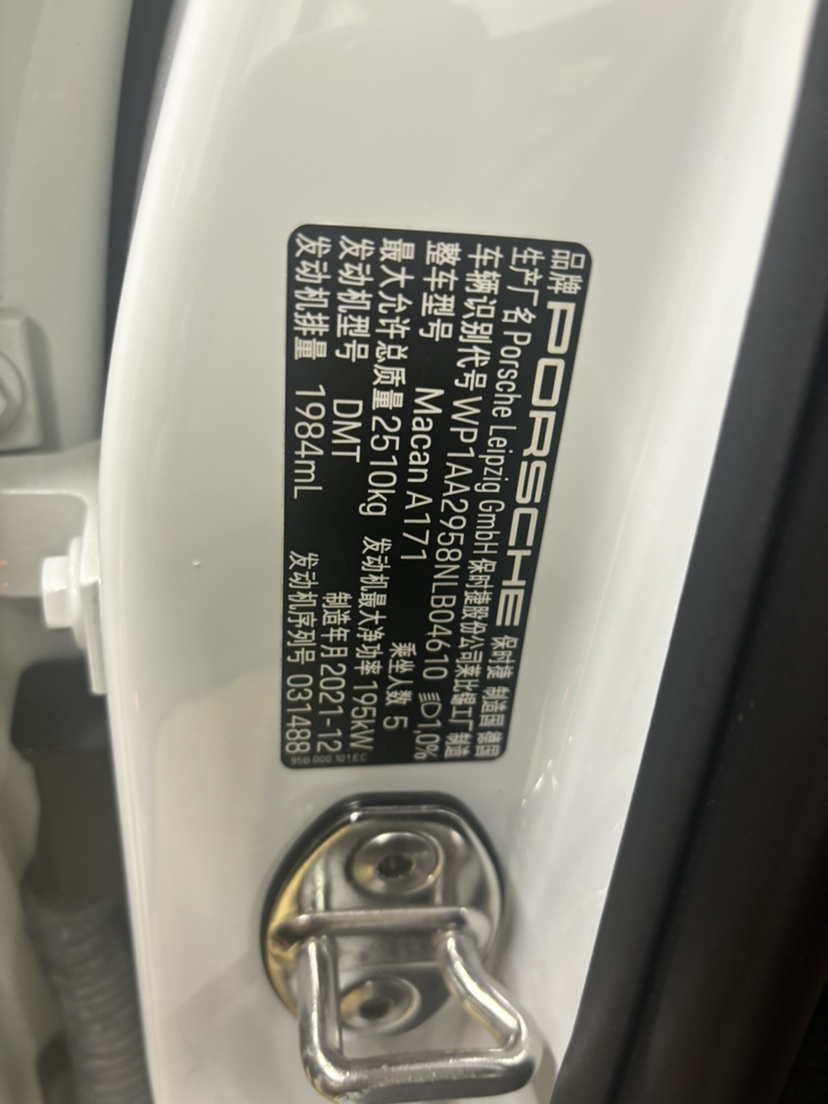 品牌 PORSCHE 保时捷 制造国 德国
生产厂名 Porsche Leipzig GmbH 保时捷股份公司莱比锡工厂 制造
车辆识别代号 WP1AA2958NLB04610 1,0%
整车型号 Macan A171 乘坐人数 5
最大允许总质量 2510kg 发动机最大净功率 195kW
发动机型号 DMT 制造年月 2021-12
发动机排量 1984mL 发动机序列号 031488
95B 000 101 EC